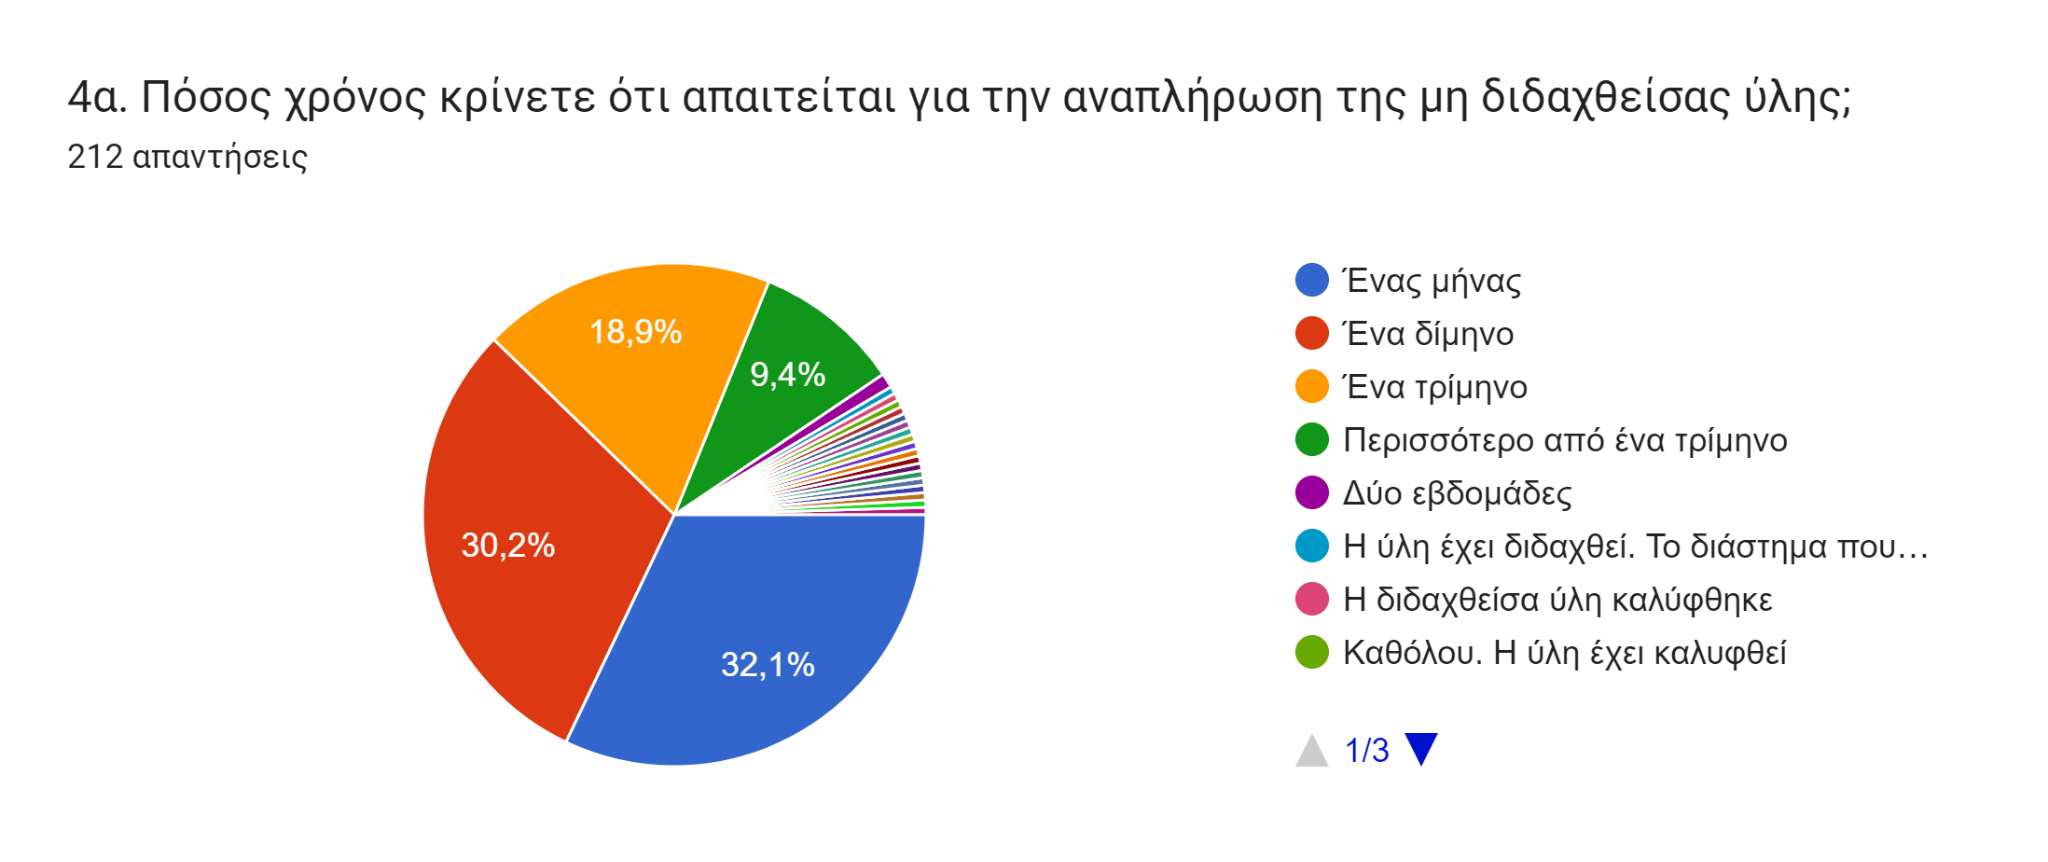 4α. Πόσος χρόνος κρίνετε ότι απαιτείται για την αναπλήρωση της μη διδαχθείσας ύλης;
212 απαντήσεις
18,9%
9,4%
30,2%
32,1%
Ένας μήνας
Ένα δίμηνο
Ένα τρίμηνο
Περισσότερο από ένα τρίμηνο
Δύο εβδομάδες
Η ύλη έχει διδαχθεί. Το διάστημα που…
Η διδαχθείσα ύλη καλύφθηκε
Καθόλου. Η ύλη έχει καλυφθεί
1/3